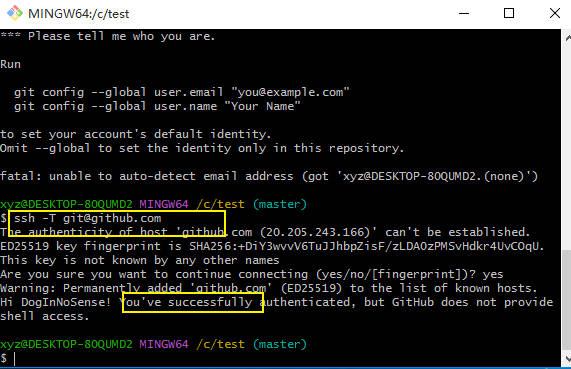 MINGW64:/c/test
*** Please tell me who you are.
Run
git config --global user.email "you@example.com"
git config --global user.name "Your Name"
to set your account's default identity.
Omit --global to set the identity only in this repository.
fatal: unable to auto-detect email address (got 'xyz@DESKTOP-8OQUMD2.(none)')
xyz@DESKTOP-8OQUMD2 MINGW64 /c/test (master)
$ ssh -T git@github.com
The authenticity of host 'github.com (20.205.243.166)' can't be established.
ED25519 key fingerprint is SHA256:+DiY3wvvV6TuJJhbpZisF/zLDA0zPMSvHdkr4UvCOqU.
This key is not known by any other names
Are you sure you want to continue connecting (yes/no/[fingerprint])? yes
Warning: Permanently added 'github.com' (ED25519) to the list of known hosts.
Hi DogInNoSense! You've successfully authenticated, but GitHub does not provide
shell access.
xyz@DESKTOP-8OQUMD2 MINGW64 /c/test (master)
$